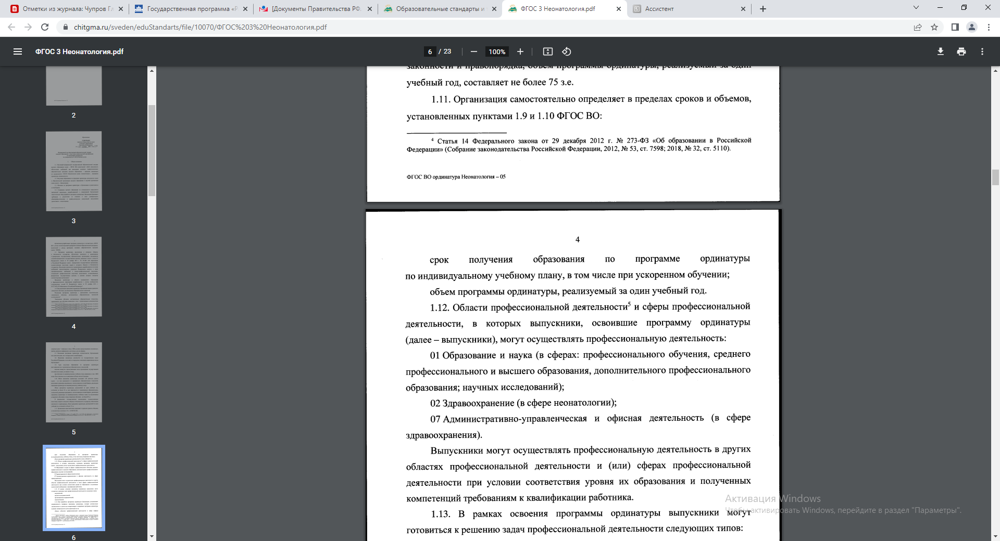 Отметки из журнала: Чупров Гл
Государственная программа «Р
[Документы Правительства РФ.
Образовательные стандарты и
ФГОС 3 Неонатология.pdf
Ассистент
chitgma.ru/sveden/eduStandarts/file/10070/ФГОС%203%20Неонатология.pdf
ФГОС 3 Неонатология.pdf
6 / 23
100%
2
3
4
5
6
законности и правопорядка, объем программы ординатуры, реализуемый за один
учебный год, составляет не более 75 з.е.
1.11. Организация самостоятельно определяет в пределах сроков и объемов,
установленных пунктами 1.9 и 1.10 ФГОС ВО:
4 Статья 14 Федерального закона от 29 декабря 2012 г. № 273-ФЗ «Об образовании в Российской
Федерации» (Собрание законодательства Российской Федерации, 2012, № 53, ст. 7598; 2018, № 32, ст. 5110).
ФГОС ВО ординатура Неонатология – 05
4
срок получения образования по программе ординатуры
по индивидуальному учебному плану, в том числе при ускоренном обучении;
объем программы ординатуры, реализуемый за один учебный год.
1.12. Области профессиональной деятельности5 и сферы профессиональной
деятельности, в которых выпускники, освоившие программу ординатуры
(далее – выпускники), могут осуществлять профессиональную деятельность:
01 Образование и наука (в сферах: профессионального обучения, среднего
профессионального и высшего образования, дополнительного профессионального
образования; научных исследований);
02 Здравоохранение (в сфере неонатологии);
07 Административно-управленческая и офисная деятельность (в сфере
здравоохранения).
Выпускники могут осуществлять профессиональную деятельность в других
областях профессиональной деятельности и (или) сферах профессиональной
деятельности при условии соответствия уровня их образования и полученных
компетенций требованиям к квалификации работника.
1.13. В рамках освоения программы ординатуры выпускники могут
готовиться к решению задач профессиональной деятельности следующих типов:
Активация Windows
Чтобы активировать Windows, перейдите в раздел "Параметры".